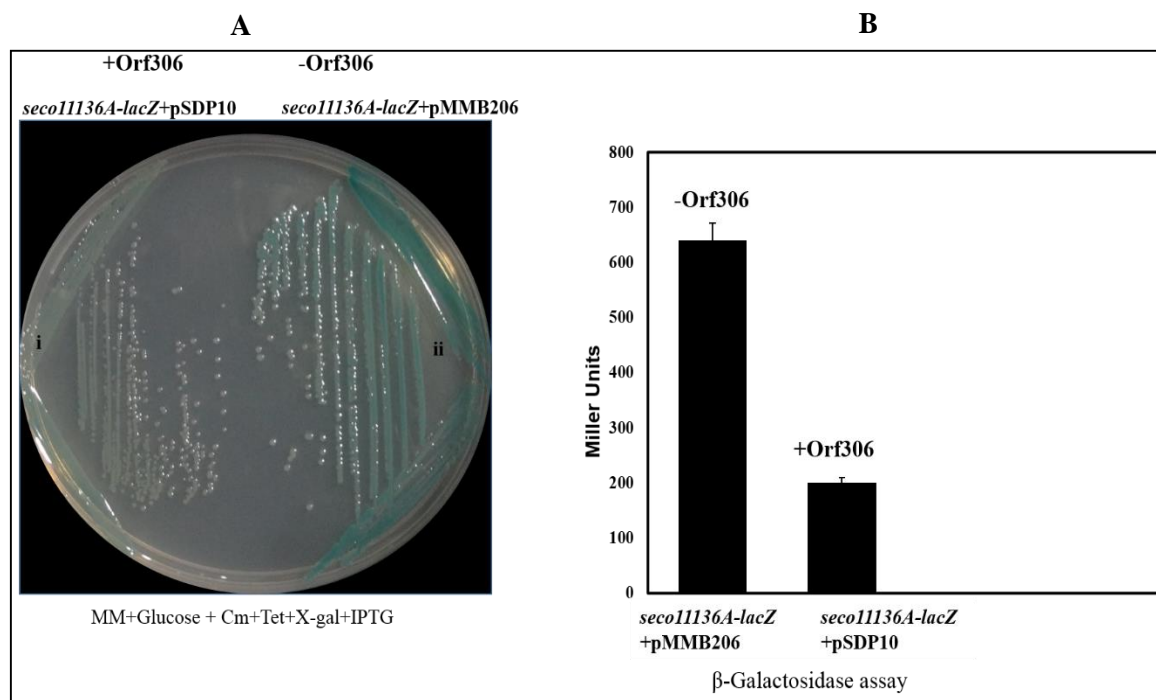 A
B
+Orf306 -Orf306
seco11136A-lacZ+pSDP10 seco11136A-lacZ+pMMB206
i
ii
MM+Glucose + Cm+Tet+X-gal+IPTG
800
700
600
500
400
300
200
100
0
Miller Units
-Orf306
+Orf306
seco11136A-lacZ
+pMMB206
seco11136A-lacZ
+pSDP10
β-Galactosidase assay